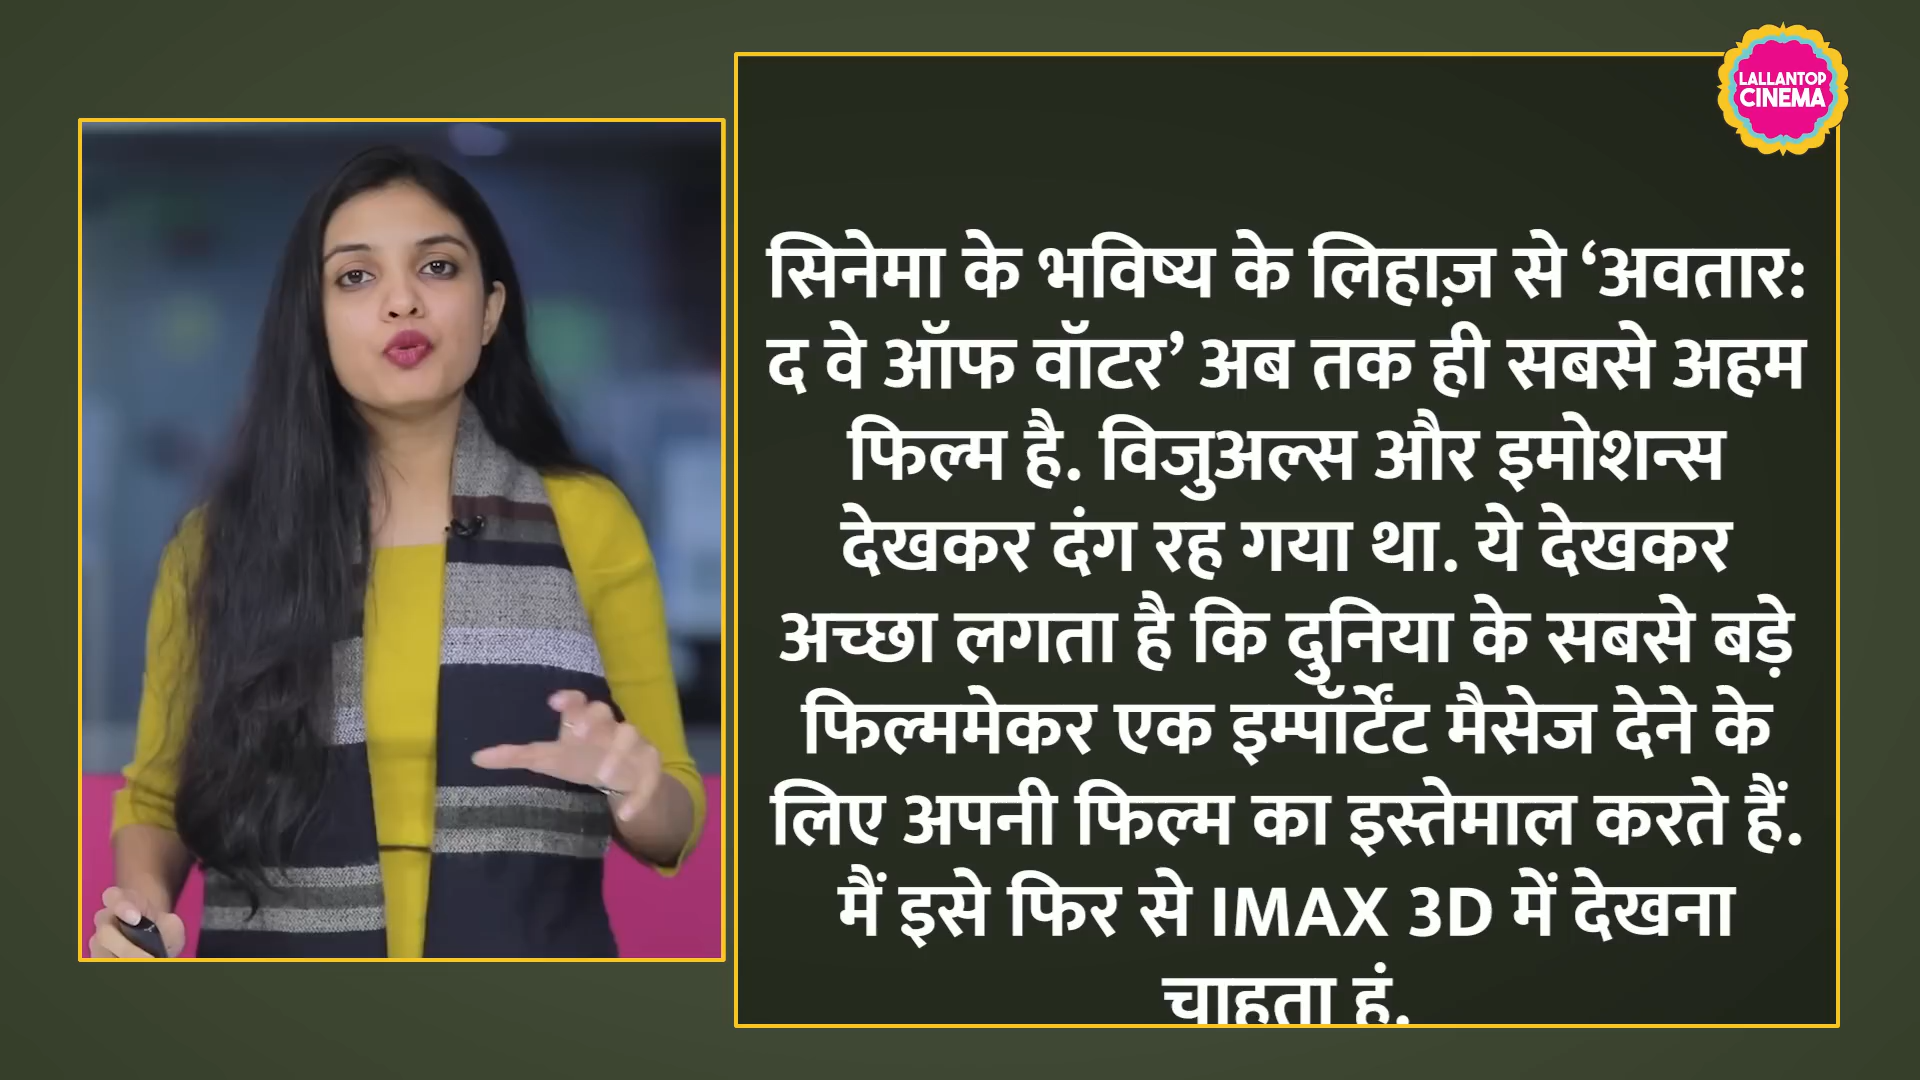 LALLANTOP
CINEMA
सिनेमा के भविष्य के लिहाज़ से ‘अवतार:
द वे ऑफ वॉटर’ अब तक ही सबसे अहम
फिल्म है. विजुअल्स और इमोशन्स
देखकर दंग रह गया था. ये देखकर
अच्छा लगता है कि दुनिया के सबसे बड़े
फिल्ममेकर एक इम्पॉर्टेंट मैसेज देने के
लिए अपनी फिल्म का इस्तेमाल करते हैं.
मैं इसे फिर से IMAX 3D में देखना
चाहता हूं.